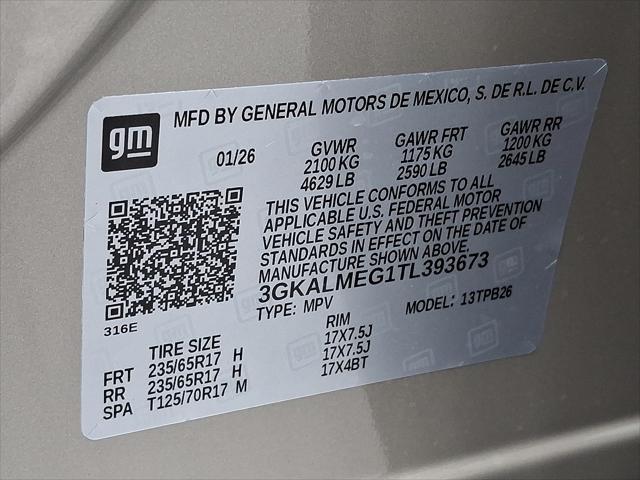 gm
MFD BY GENERAL MOTORS DE MEXICO, S. DE R.L. DE C.V.
01/26 GVWR GAWR FRT GAWR RR
2100 KG 1175 KG 1200 KG
4629 LB 2590 LB 2645 LB
THIS VEHICLE CONFORMS TO ALL
APPLICABLE U.S. FEDERAL MOTOR
VEHICLE SAFETY AND THEFT PREVENTION
STANDARDS IN EFFECT ON THE DATE OF
MANUFACTURE SHOWN ABOVE.
3GKALMEG1TL393673
316E
TYPE: MPV MODEL: 13TPB26
TIRE SIZE RIM
FRT 235/65R17 H 17X7.5J
RR 235/65R17 H 17X7.5J
SPA T125/70R17 M 17X4BT